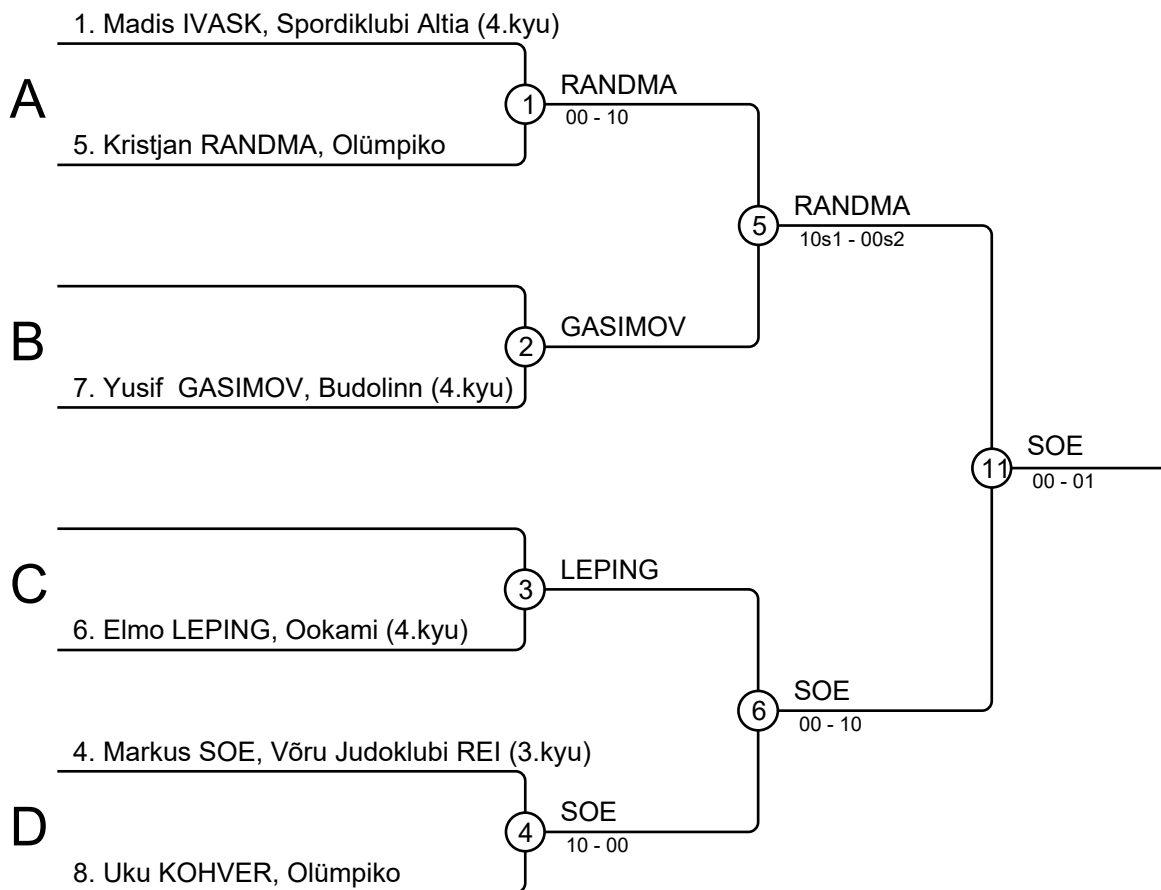 1. Madis IVASK, Spordiklubi Altia (4.kyu)
A
1
RANDMA
00 - 10
5. Kristjan RANDMA, Olümpiko
5
RANDMA
10s1 - 00s2
B
2
GASIMOV
7. Yusif  GASIMOV, Budolinn (4.kyu)
11
SOE
00 - 01
C
3
LEPING
6. Elmo LEPING, Ookami (4.kyu)
6
SOE
00 - 10
4. Markus SOE, Võru Judoklubi REI (3.kyu)
D
4
SOE
10 - 00
8. Uku KOHVER, Olümpiko